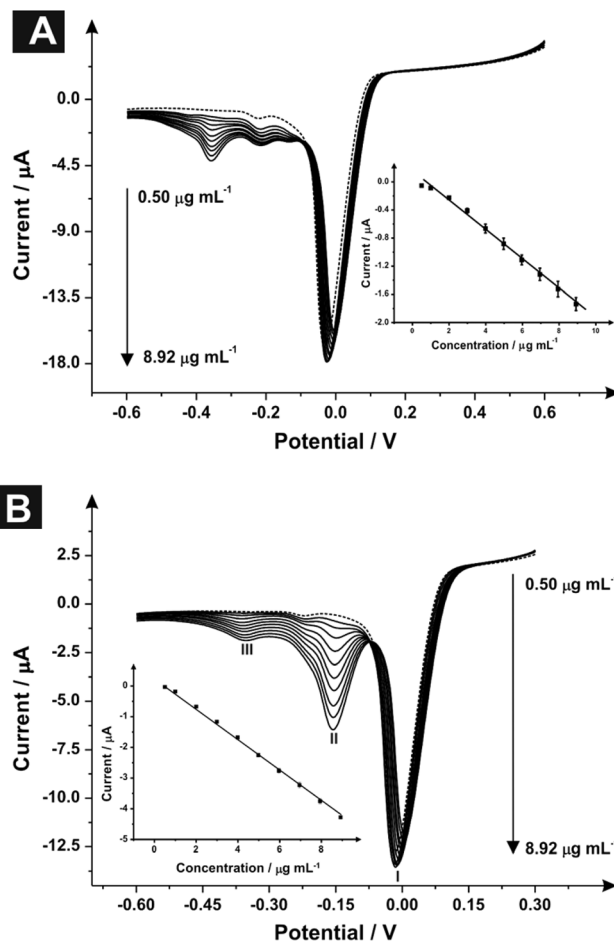 A
Current / μA
0.0
-4.5
-9.0
-13.5
-18.0
0.50 μg mL-1
8.92 μg mL-1
-0.6
-0.4
-0.2
0.0
0.2
0.4
0.6
Potential / V
Current / μA
0.0
-0.4
-0.8
-1.2
-1.6
-2.0
0
2
4
6
8
10
Concentration / μg mL-1
B
Current / μA
2.5
0.0
-2.5
-5.0
-7.5
-10.0
-12.5
0.50 μg mL-
8.92 μg mL-
III
II
I
-0.60
-0.45
-0.30
-0.15
0.00
0.15
0.30
Potential / V
Current / μA
0
-1
-2
-3
-4
-5
0
2
4
6
8
Concentration / μg mL-1